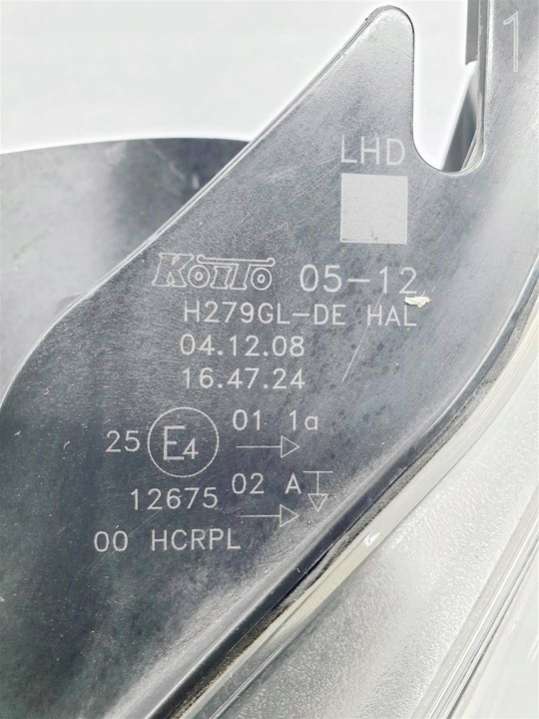 1
LHD
KOITO 05-12
H279GL-DE HAL
04.12.08
16.47.24
25 E4 01 1a
12675 02 A
00 HCRPL